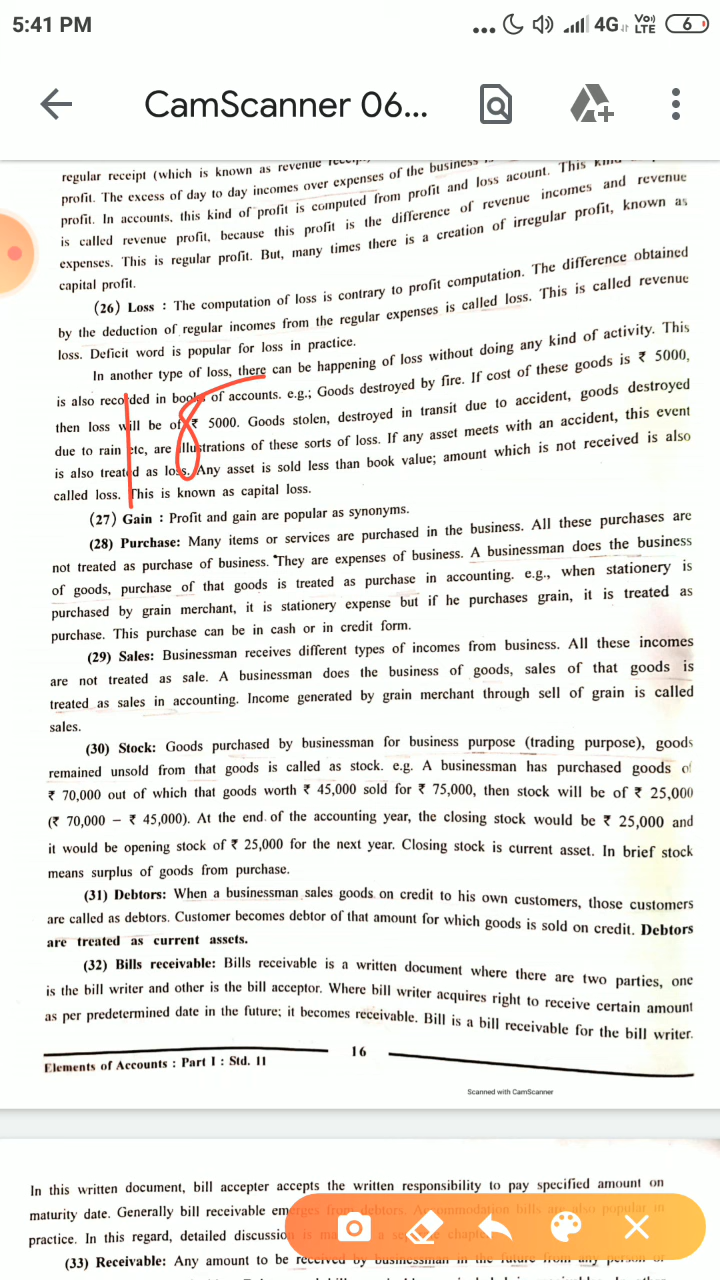 5:41 PM
4G Vo)) LTE 6
CamScanner 06...
regular receipt (which is known as revenue
profit. The excess of day to day incomes over expenses of the business
profit. In accounts, this kind of profit is computed from profit and loss acount. This
is called revenue profit, because this profit is the difference of revenue incomes and revenue
expenses. This is regular profit. But, many times there is a creation of irregular profit, known as
capital profit.
(26) Loss : The computation of loss is contrary to profit computation. The difference obtained
by the deduction of regular incomes from the regular expenses is called loss. This is called revenue
loss. Deficit word is popular for loss in practice.
In another type of loss, there can be happening of loss without doing any kind of activity. This
is also recorded in books of accounts. e.g.; Goods destroyed by fire. If cost of these goods is ₹ 5000,
then loss will be of ₹ 5000. Goods stolen, destroyed in transit due to accident, goods destroyed
due to rain etc, are illustrations of these sorts of loss. If any asset meets with an accident, this event
is also treated as loss. Any asset is sold less than book value; amount which is not received is also
called loss. This is known as capital loss.
18
(27) Gain : Profit and gain are popular as synonyms.
(28) Purchase: Many items or services are purchased in the business. All these purchases are
not treated as purchase of business. They are expenses of business. A businessman does the business
of goods, purchase of that goods is treated as purchase in accounting. e.g., when stationery is
purchased by grain merchant, it is stationery expense but if he purchases grain, it is treated as
purchase. This purchase can be in cash or in credit form.
(29) Sales: Businessman receives different types of incomes from business. All these incomes
are not treated as sale. A businessman does the business of goods, sales of that goods is
treated as sales in accounting. Income generated by grain merchant through sell of grain is called
sales.
(30) Stock: Goods purchased by businessman for business purpose (trading purpose), goods
remained unsold from that goods is called as stock. e.g. A businessman has purchased goods of
₹ 70,000 out of which that goods worth ₹ 45,000 sold for ₹ 75,000, then stock will be of ₹ 25,000
(₹ 70,000 – ₹ 45,000). At the end of the accounting year, the closing stock would be ₹ 25,000 and
it would be opening stock of ₹ 25,000 for the next year. Closing stock is current asset. In brief stock
means surplus of goods from purchase.
(31) Debtors: When a businessman sales goods on credit to his own customers, those customers
are called as debtors. Customer becomes debtor of that amount for which goods is sold on credit. Debtors
are treated as current assets.
(32) Bills receivable: Bills receivable is a written document where there are two parties, one
is the bill writer and other is the bill acceptor. Where bill writer acquires right to receive certain amount
as per predetermined date in the future; it becomes receivable. Bill is a bill receivable for the bill writer.
16
Elements of Accounts : Part I : Std. 11
Scanned with CamScanner
In this written document, bill accepter accepts the written responsibility to pay specified amount on
maturity date. Generally bill receivable emerges from debtors. Accommodation bills are also popular in
practice. In this regard, detailed discussion is made in a separate chapter.
(33) Receivable: Any amount to be received by businessman in the future from any person or